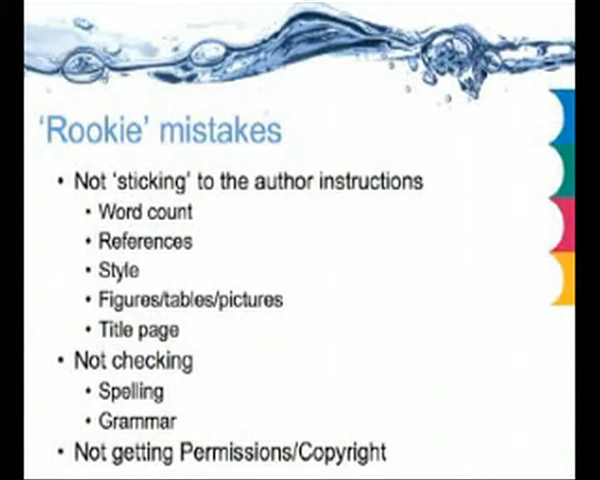 ‘Rookie’ mistakes
• Not ‘sticking’ to the author instructions
• Word count
• References
• Style
• Figures/tables/pictures
• Title page
• Not checking
• Spelling
• Grammar
• Not getting Permissions/Copyright